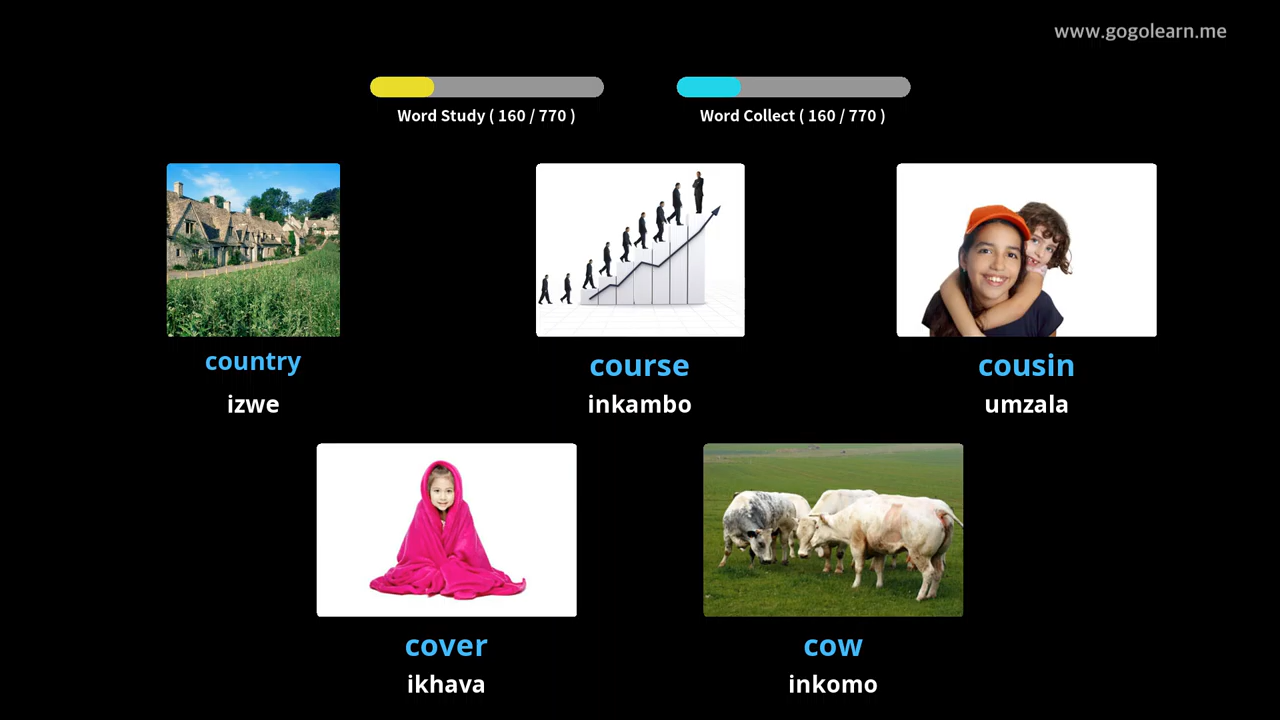 www.gogolearn.me
Word Study ( 160 / 770 )
Word Collect ( 160 / 770 )
country
izwe
course
inkambo
cousin
umzala
cover
ikhava
cow
inkomo